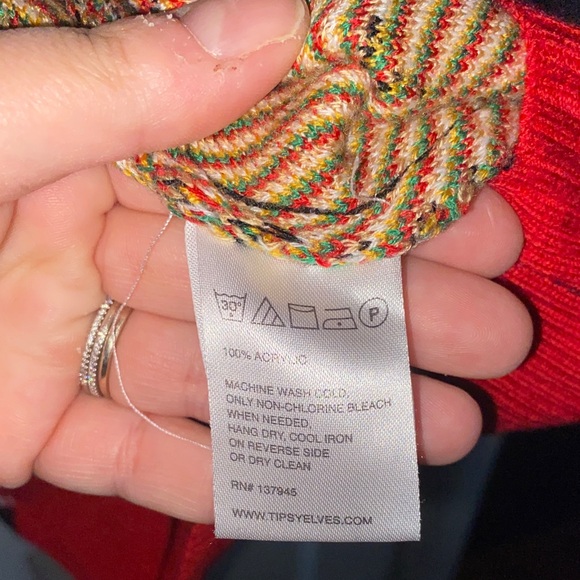 30°
P
100% ACRYLIC
MACHINE WASH COLD,
ONLY NON-CHLORINE BLEACH
WHEN NEEDED,
HANG DRY, COOL IRON
ON REVERSE SIDE
OR DRY CLEAN
RN# 137945
WWW.TIPSYELVES.COM